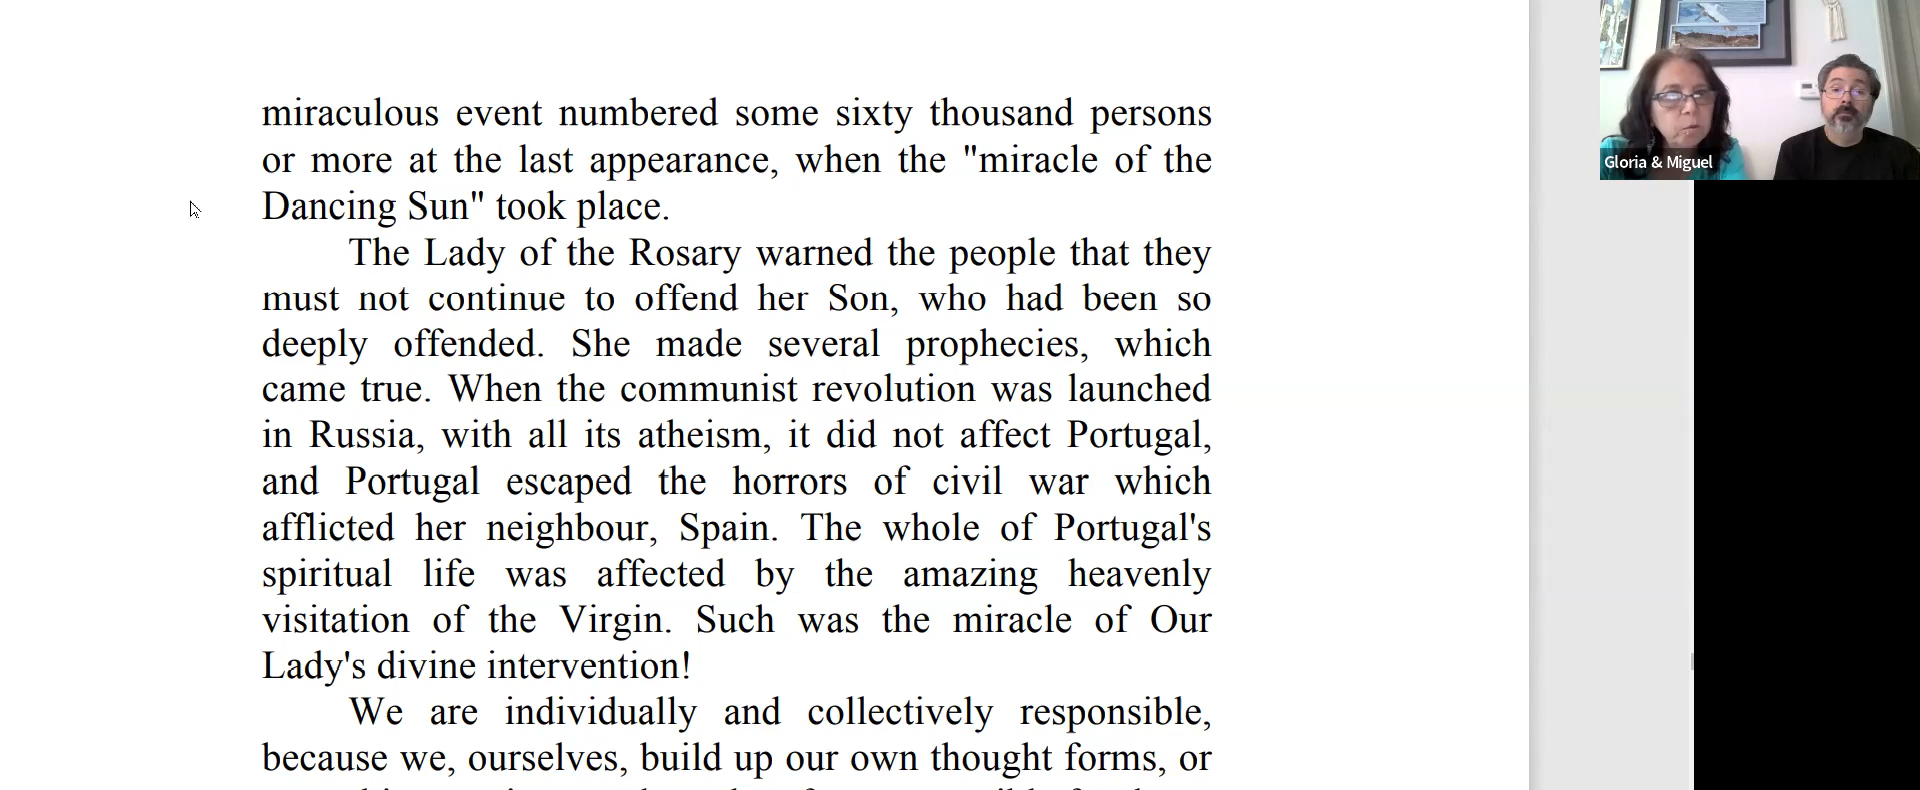 miraculous event numbered some sixty thousand persons
or more at the last appearance, when the "miracle of the
Dancing Sun" took place.
The Lady of the Rosary warned the people that they
must not continue to offend her Son, who had been so
deeply offended. She made several prophecies, which
came true. When the communist revolution was launched
in Russia, with all its atheism, it did not affect Portugal,
and Portugal escaped the horrors of civil war which
afflicted her neighbour, Spain. The whole of Portugal's
spiritual life was affected by the amazing heavenly
visitation of the Virgin. Such was the miracle of Our
Lady's divine intervention!
We are individually and collectively responsible,
because we, ourselves, build up our own thought forms, or
Gloria & Miguel